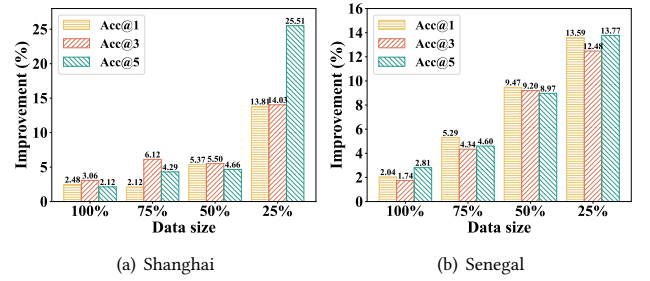 25
20
15
10
5
0
Improvement (%)
Acc@1
Acc@3
Acc@5
2.48 3.06 2.12
2.12 6.12 4.29
5.37 5.50 4.66
13.81 14.03 25.51
100% 75% 50% 25%
Data size
(a) Shanghai
16
14
12
10
8
6
4
2
0
Improvement (%)
Acc@1
Acc@3
Acc@5
2.04 1.74 2.81
5.29 4.34 4.60
9.47 9.20 8.97
13.59 12.48 13.77
100% 75% 50% 25%
Data size
(b) Senegal